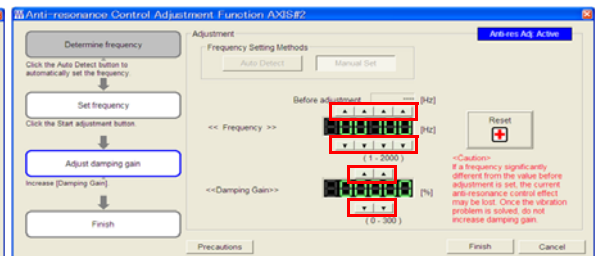 Anti-resonance Control Adjustment Function AXIS#2
Determine frequency
Click the Auto Detect button to
automatically set the frequency.
Set frequency
Click the Start adjustment button.
Adjust damping gain
Increase [Damping Gain].
Finish
Adjustment
Anti-res Adj: Active
Frequency Setting Methods
Auto Detect
Manual Set
Before adjustment
---- [Hz]
<< Frequency >>
[Hz]
( 1 - 2000 )
<<Damping Gain>>
[%]
( 0 - 300 )
Reset
<Caution>
If a frequency significantly
different from the value before
adjustment is set, the current
anti-resonance control effect
may be lost. Once the vibration
problem is solved, do not
increase damping gain.
Precautions
Finish
Cancel